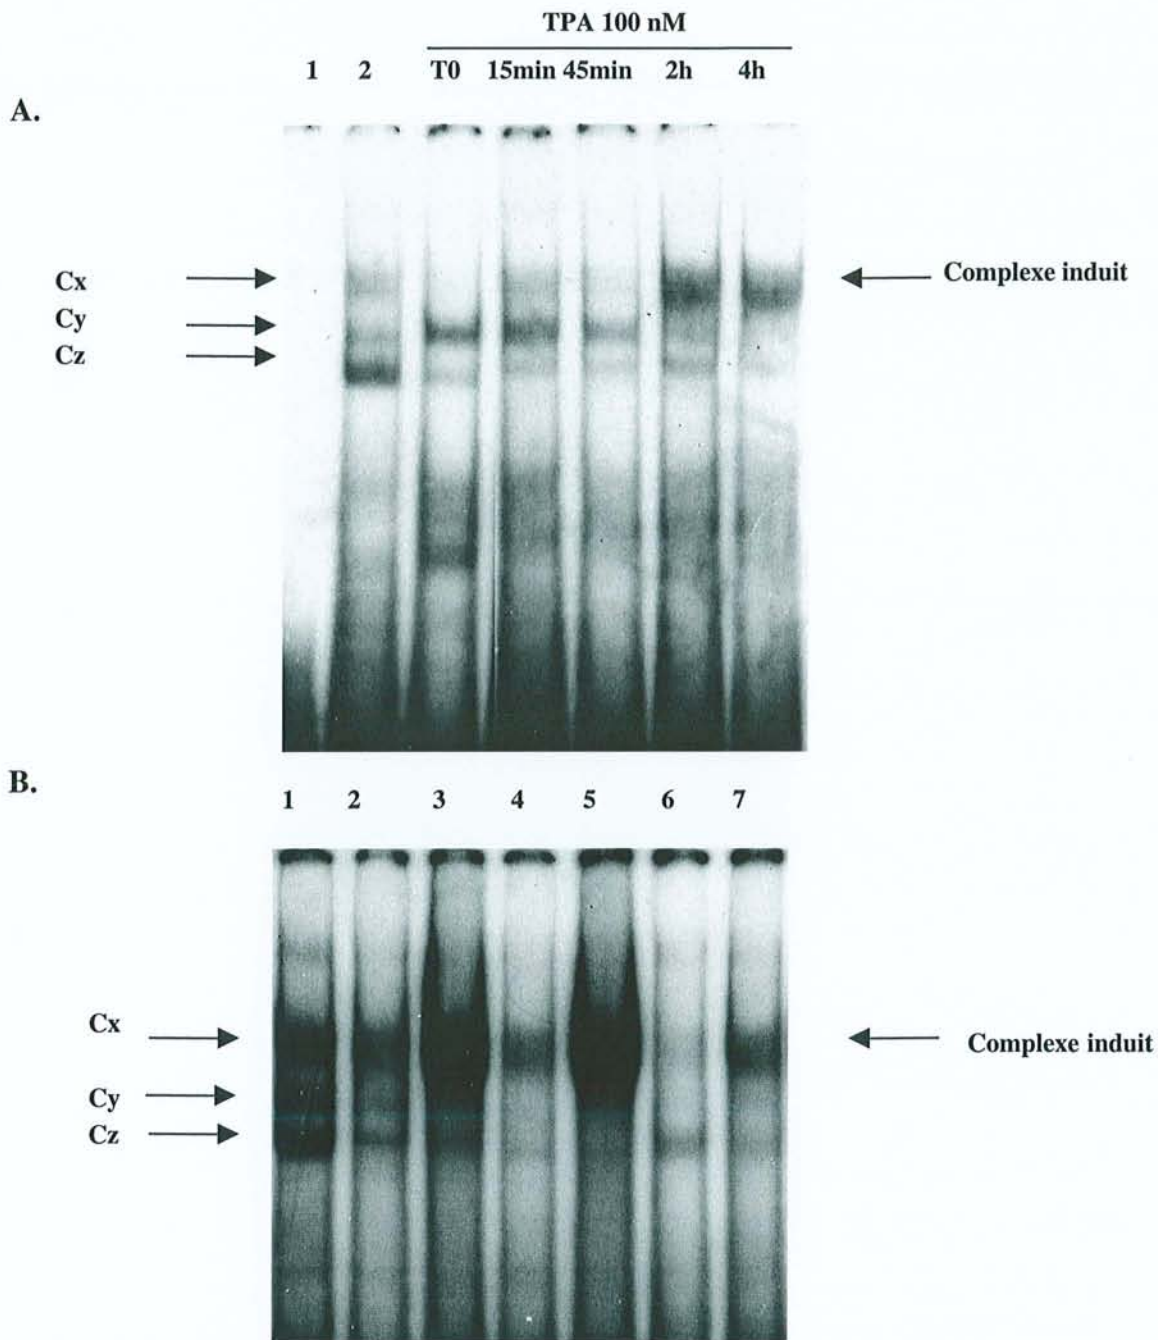 TPA 100 nM
1 2 T0 15min 45min 2h 4h
A.
Cx
Complexe induit
Cy
Cz
B.
1 2 3 4 5 6 7
Cx
Complexe induit
Cy
Cz